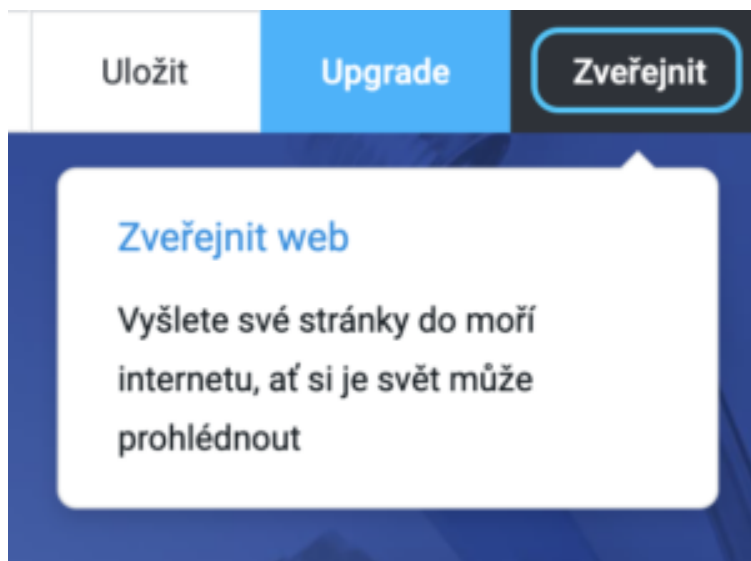 Uložit
Upgrade
Zveřejnit
Zveřejnit web
Vyšlete své stránky do moří
internetu, ať si je svět může
prohlédnout